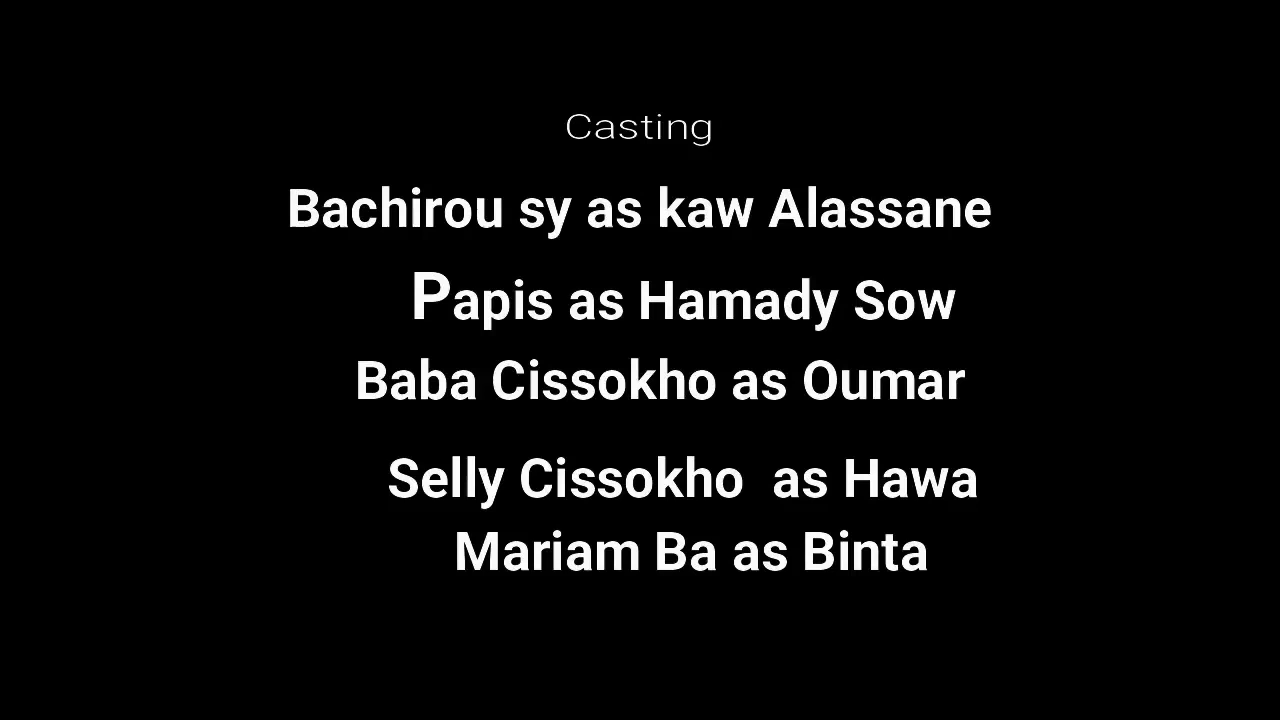 Casting
Bachirou sy as kaw Alassane
Papis as Hamady Sow
Baba Cissokho as Oumar
Selly Cissokho as Hawa
Mariam Ba as Binta